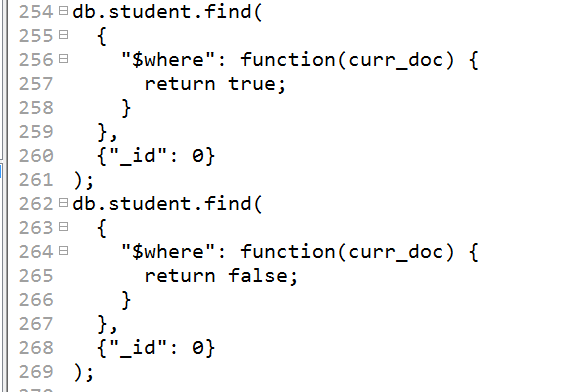 254 db.student.find(
255   {
256     "$where": function(curr_doc) {
257       return true;
258     }
259   },
260   {"_id": 0}
261 );
262 db.student.find(
263   {
264     "$where": function(curr_doc) {
265       return false;
266     }
267   },
268   {"_id": 0}
269 );